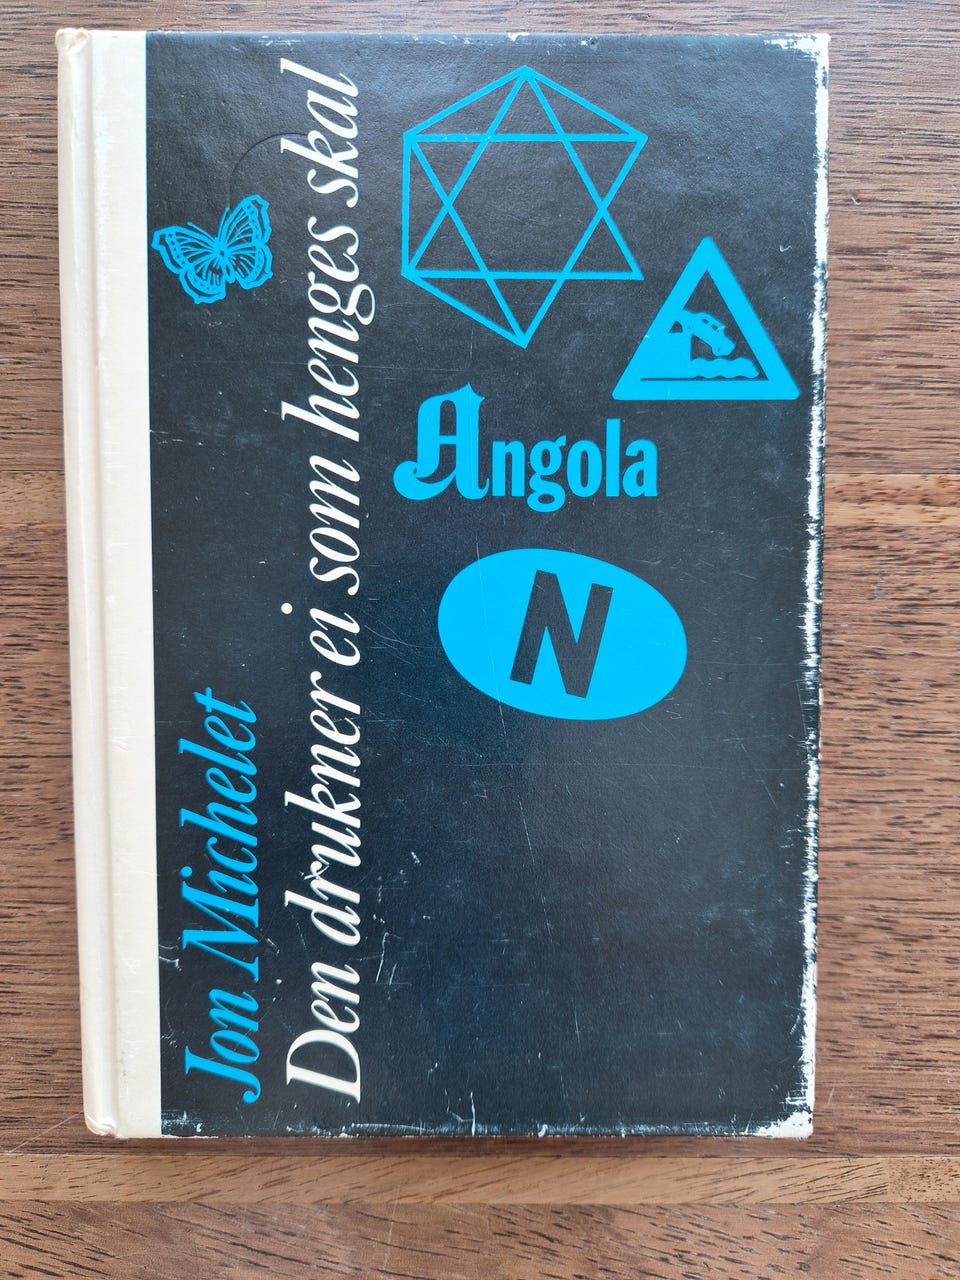 Jon Michelet
Den drukner ei som henges skal
Angola
N